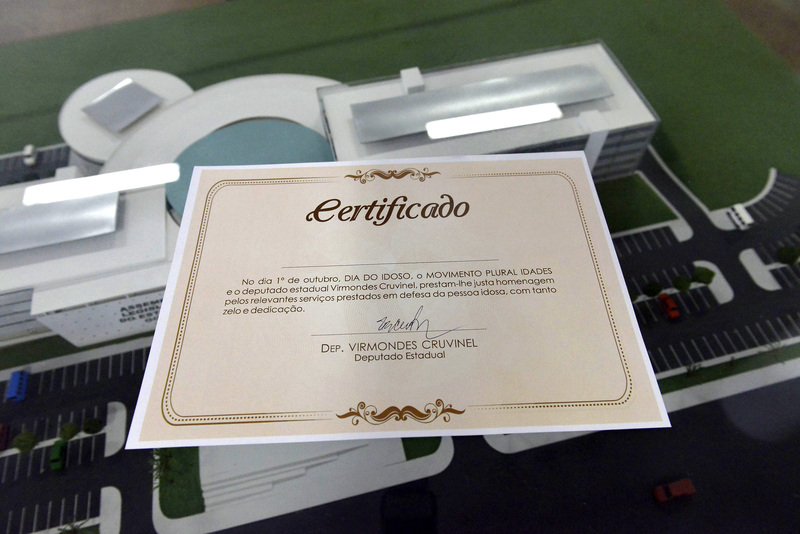 Certificado
No dia 1º de outubro, DIA DO IDOSO, o MOVIMENTO PLURAL IDADES
e o deputado estadual Virmondes Cruvinel, prestam-lhe justa homenagem
pelos relevantes serviços prestados em defesa da pessoa idosa, com tanto
zelo e dedicação.
DEP. VIRMONDES CRUVINEL
Deputado Estadual